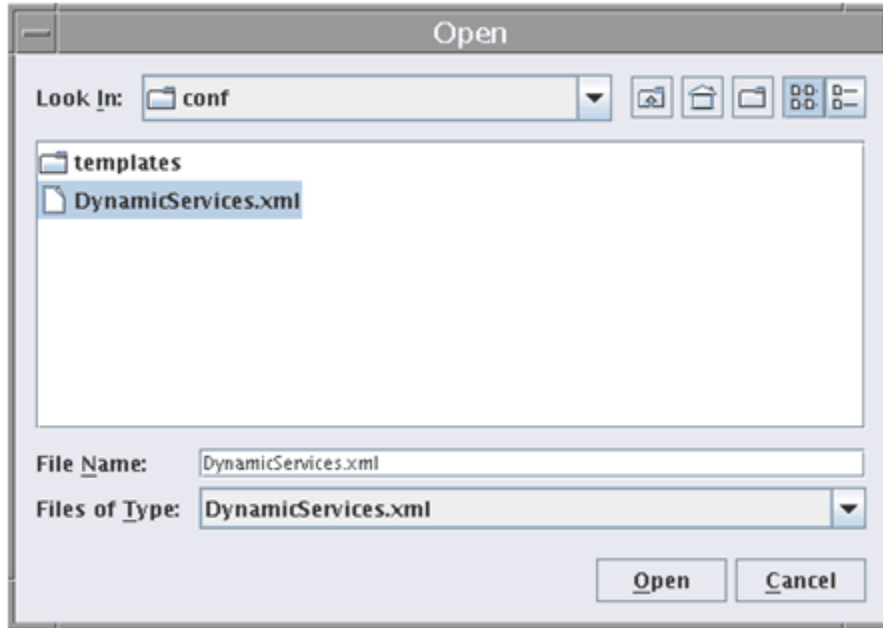 Open
Look In: conf
templates
DynamicServices.xml
File Name: DynamicServices.xml
Files of Type: DynamicServices.xml
Open Cancel